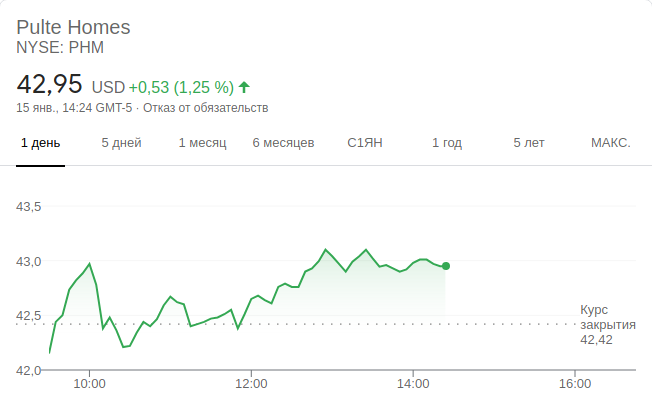 Pulte Homes
NYSE: PHM
42,95 USD +0,53 (1,25 %)
15 янв., 14:24 GMT-5 · Отказ от обязательств
1 день 5 дней 1 месяц 6 месяцев С1ЯН 1 год 5 лет МАКС.
43,5
43,0
42,5
42,0
Курс
закрытия
42,42
10:00 12:00 14:00 16:00